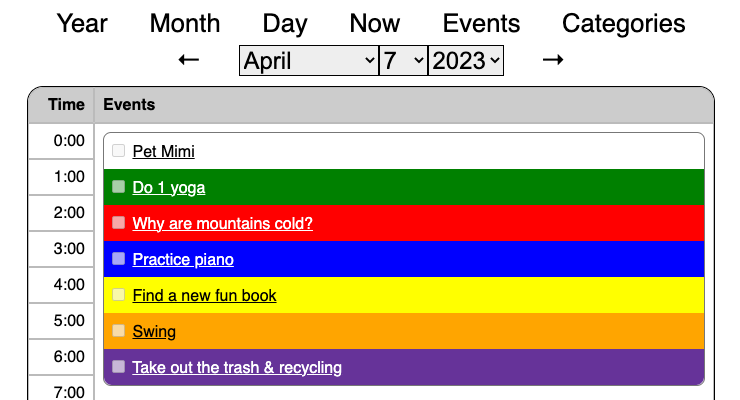 Year Month Day Now Events Categories
← April 7 2023 →
Time Events
0:00 Pet Mimi
1:00 Do 1 yoga
2:00 Why are mountains cold?
3:00 Practice piano
4:00 Find a new fun book
5:00 Swing
6:00 Take out the trash & recycling
7:00